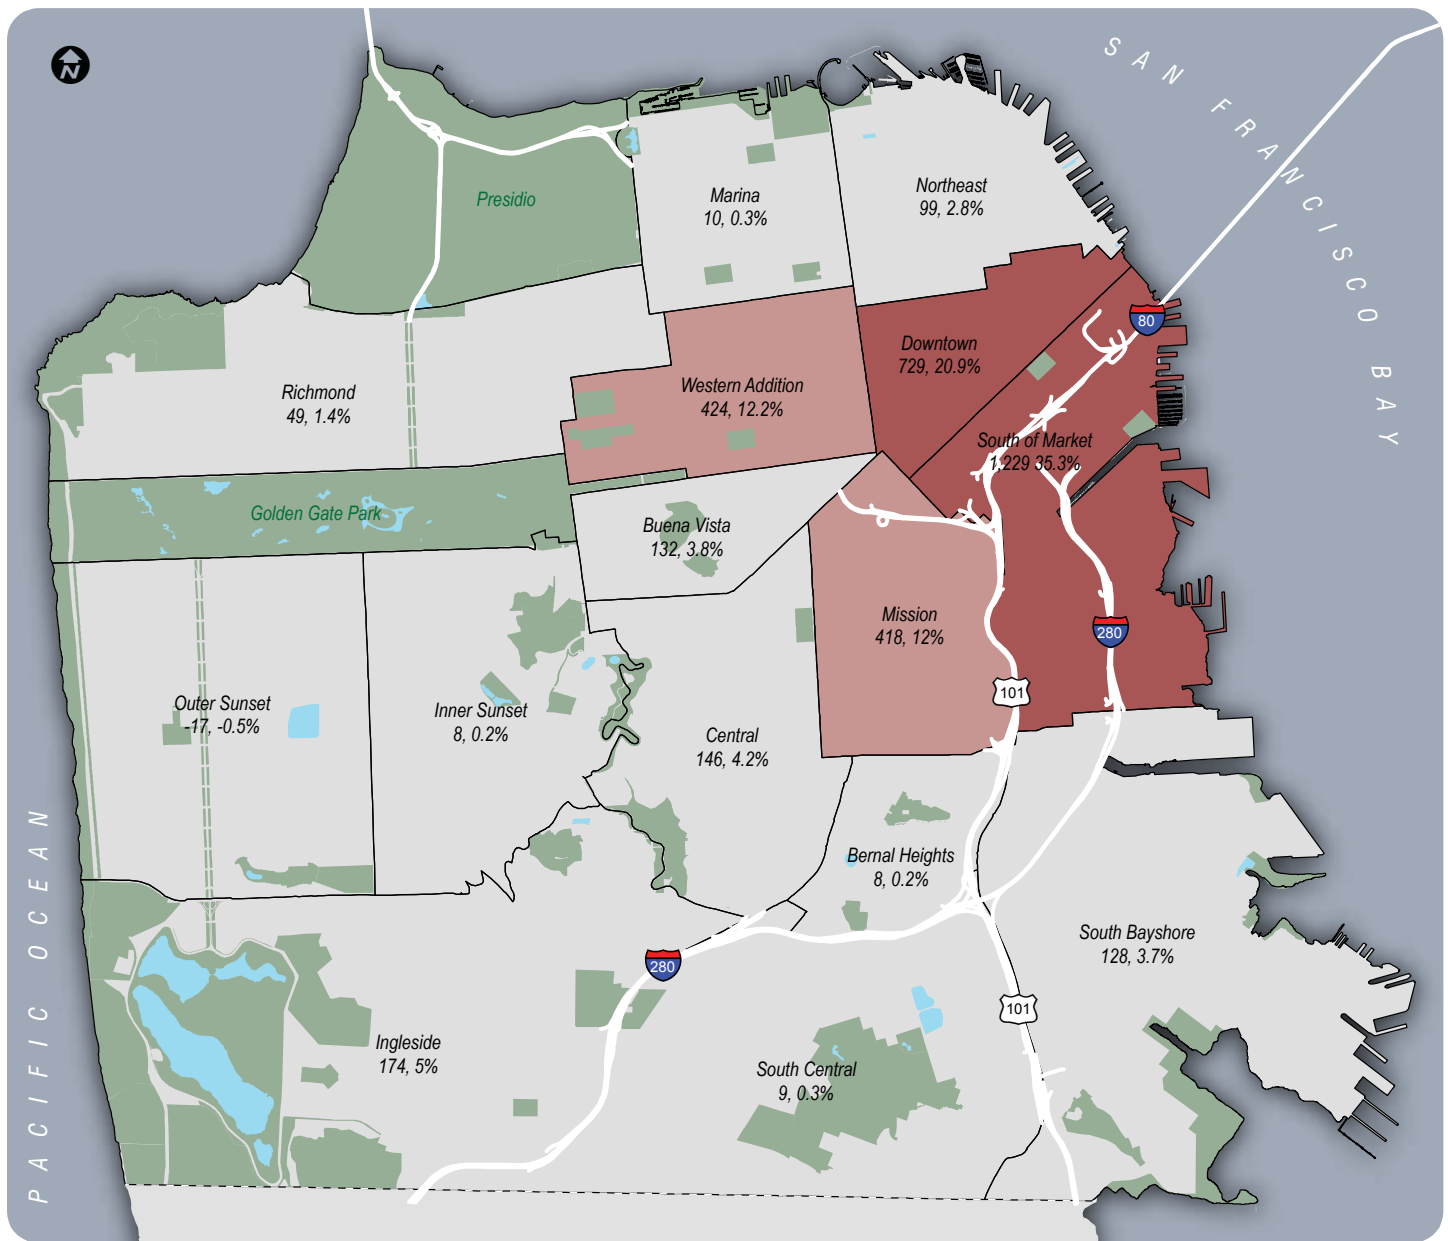 N
SAN FRANCISCO BAY
Presidio
Marina
10, 0.3%
Northeast
99, 2.8%
80
Downtown
729, 20.9%
Richmond
49, 1.4%
Western Addition
424, 12.2%
South of Market
1,229 35.3%
Golden Gate Park
Buena Vista
132, 3.8%
Mission
418, 12%
280
Outer Sunset
-17, -0.5%
Inner Sunset
8, 0.2%
101
Central
146, 4.2%
PACIFIC OCEAN
Bernal Heights
8, 0.2%
South Bayshore
128, 3.7%
280
101
Ingleside
174, 5%
South Central
9, 0.3%